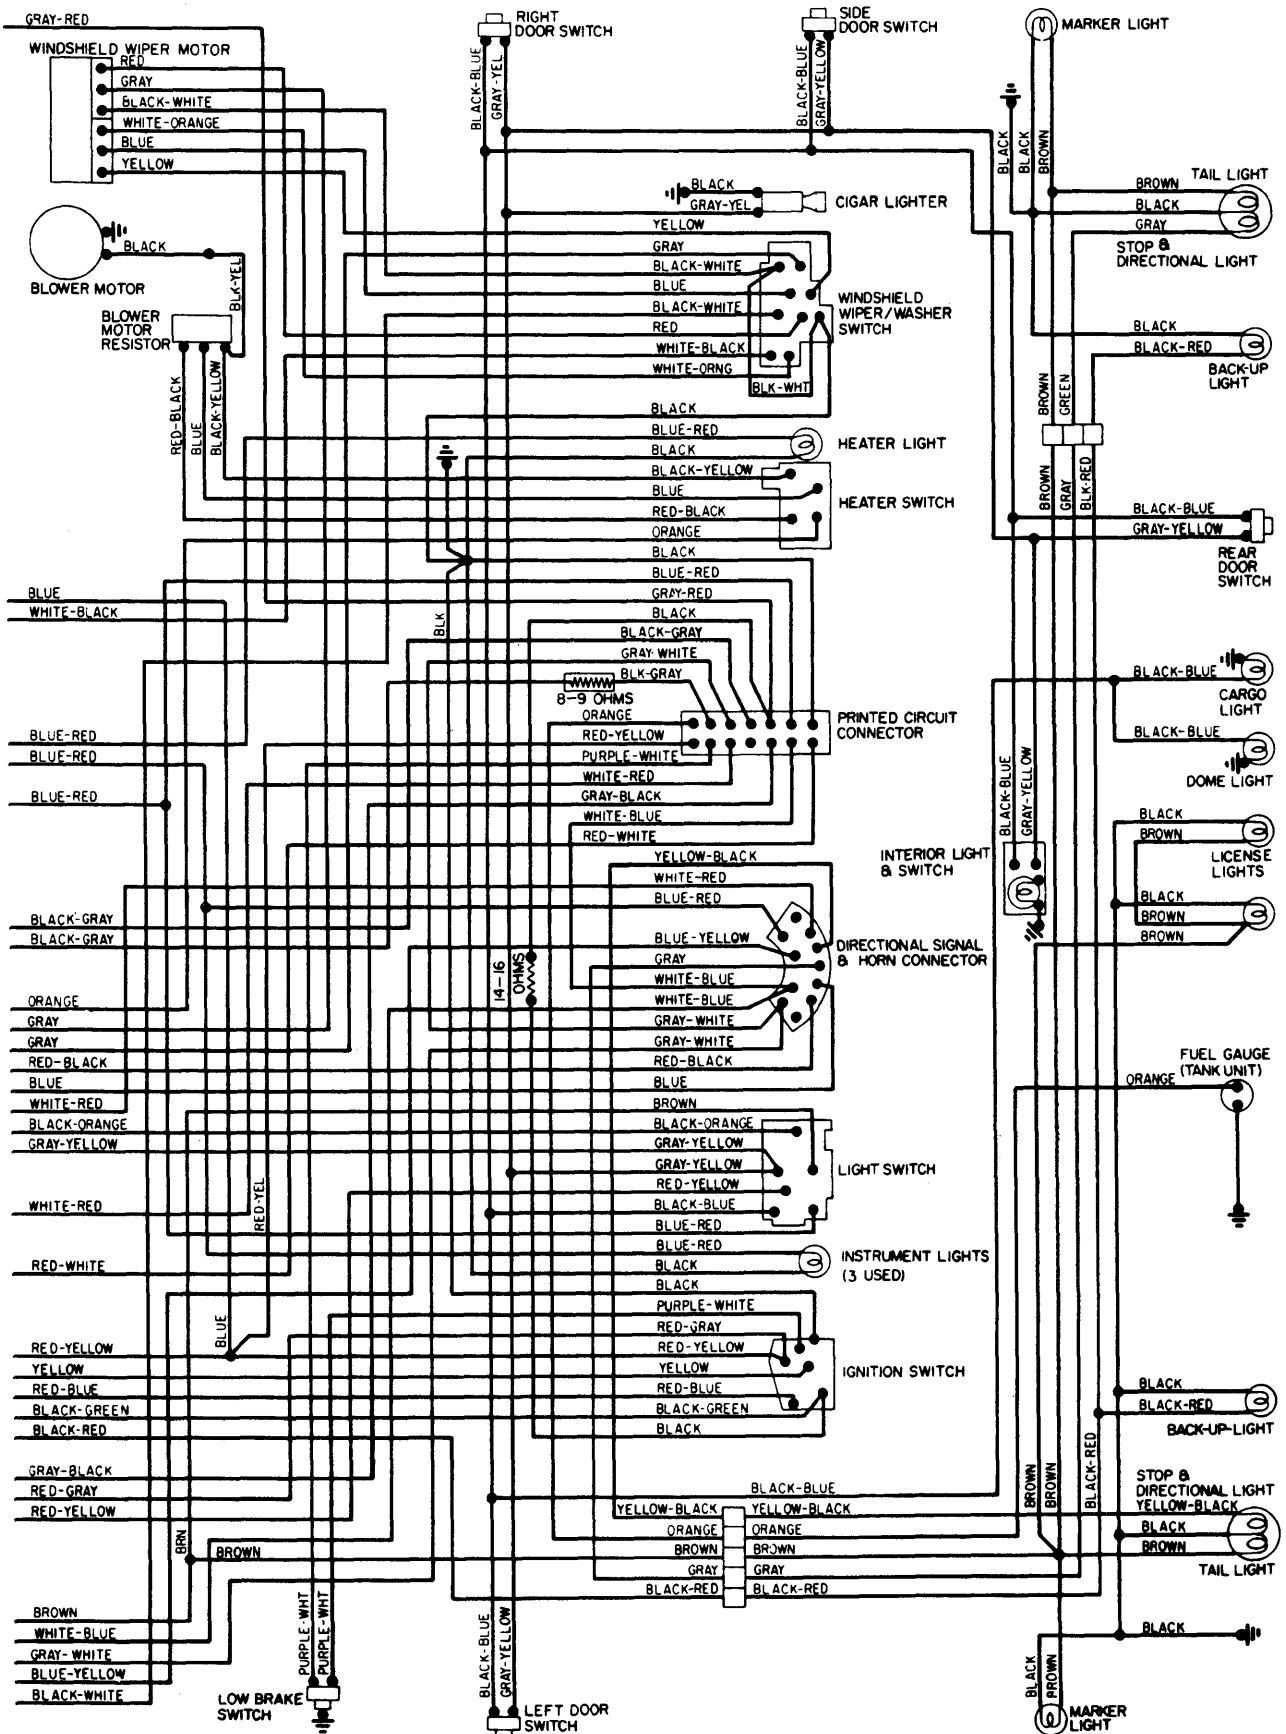 GRAY-RED
WINDSHIELD WIPER MOTOR
RED
GRAY
BLACK-WHITE
WHITE-ORANGE
BLUE
YELLOW
BLOWER MOTOR
BLACK
BLK-YEL
BLOWER
MOTOR
RESISTOR
RED-BLACK
BLUE
BLACK-YELLOW
RIGHT
DOOR SWITCH
BLACK-BLUE
GRAY-YEL
SIDE
DOOR SWITCH
BLACK-BLUE
GRAY-YELLOW
MARKER LIGHT
BLACK
BLACK
BROWN
TAIL LIGHT
BROWN
BLACK
GRAY
STOP &
DIRECTIONAL LIGHT
BLACK
GRAY-YEL
CIGAR LIGHTER
YELLOW
GRAY
BLACK-WHITE
BLUE
BLACK-WHITE
RED
WHITE-BLACK
WHITE-ORNG
BLK-WHT
WINDSHIELD
WIPER/WASHER
SWITCH
BLACK
BLACK-RED
BACK-UP
LIGHT
BROWN
GREEN
BROWN
GRAY
BLK-RED
BLACK
BLUE-RED
BLACK
HEATER LIGHT
BLACK-YELLOW
BLUE
RED-BLACK
ORANGE
HEATER SWITCH
BLACK-BLUE
GRAY-YELLOW
REAR
DOOR
SWITCH
BLACK
BLUE-RED
GRAY-RED
BLACK
BLACK-GRAY
GRAY-WHITE
BLK-GRAY
8-9 OHMS
BLK
BLUE
WHITE-BLACK
ORANGE
RED-YELLOW
PURPLE-WHITE
WHITE-RED
GRAY-BLACK
WHITE-BLUE
RED-WHITE
PRINTED CIRCUIT
CONNECTOR
BLUE-RED
BLUE-RED
BLUE-RED
BLACK-BLUE
CARGO
LIGHT
BLACK-BLUE
DOME LIGHT
BLACK-BLUE
GRAY-YELLOW
INTERIOR LIGHT
& SWITCH
BLACK
BROWN
LICENSE
LIGHTS
BLACK
BROWN
BROWN
YELLOW-BLACK
WHITE-RED
BLUE-RED
BLUE-YELLOW
GRAY
WHITE-BLUE
WHITE-BLUE
GRAY-WHITE
GRAY-WHITE
RED-BLACK
BLUE
DIRECTIONAL SIGNAL
& HORN CONNECTOR
14-16
OHMS
BLACK-GRAY
BLACK-GRAY
ORANGE
GRAY
GRAY
RED-BLACK
BLUE
WHITE-RED
BLACK-ORANGE
GRAY-YELLOW
WHITE-RED
RED-YEL
RED-WHITE
FUEL GAUGE
(TANK UNIT)
ORANGE
BROWN
BLACK-ORANGE
GRAY-YELLOW
GRAY-YELLOW
RED-YELLOW
BLACK-BLUE
BLUE-RED
LIGHT SWITCH
BLUE-RED
BLACK
INSTRUMENT LIGHTS
(3 USED)
BLACK
PURPLE-WHITE
RED-GRAY
RED-YELLOW
YELLOW
RED-BLUE
BLACK-GREEN
BLACK
IGNITION SWITCH
BLUE
RED-YELLOW
YELLOW
RED-BLUE
BLACK-GREEN
BLACK-RED
GRAY-BLACK
RED-GRAY
RED-YELLOW
BRN
BROWN
BROWN
WHITE-BLUE
GRAY-WHITE
BLUE-YELLOW
BLACK-WHITE
PURPLE-WHT
PURPLE-WHT
LOW BRAKE
SWITCH
BLACK-BLUE
GRAY-YELLOW
LEFT DOOR
SWITCH
BLACK-BLUE
YELLOW-BLACK
YELLOW-BLACK
ORANGE
ORANGE
BROWN
BROWN
GRAY
GRAY
BLACK-RED
BLACK-RED
BROWN
BROWN
BLACK-RED
BLACK
BLACK-RED
BACK-UP-LIGHT
STOP &
DIRECTIONAL LIGHT
YELLOW-BLACK
BLACK
BROWN
TAIL LIGHT
BLACK
BLACK
BROWN
MARKER
LIGHT